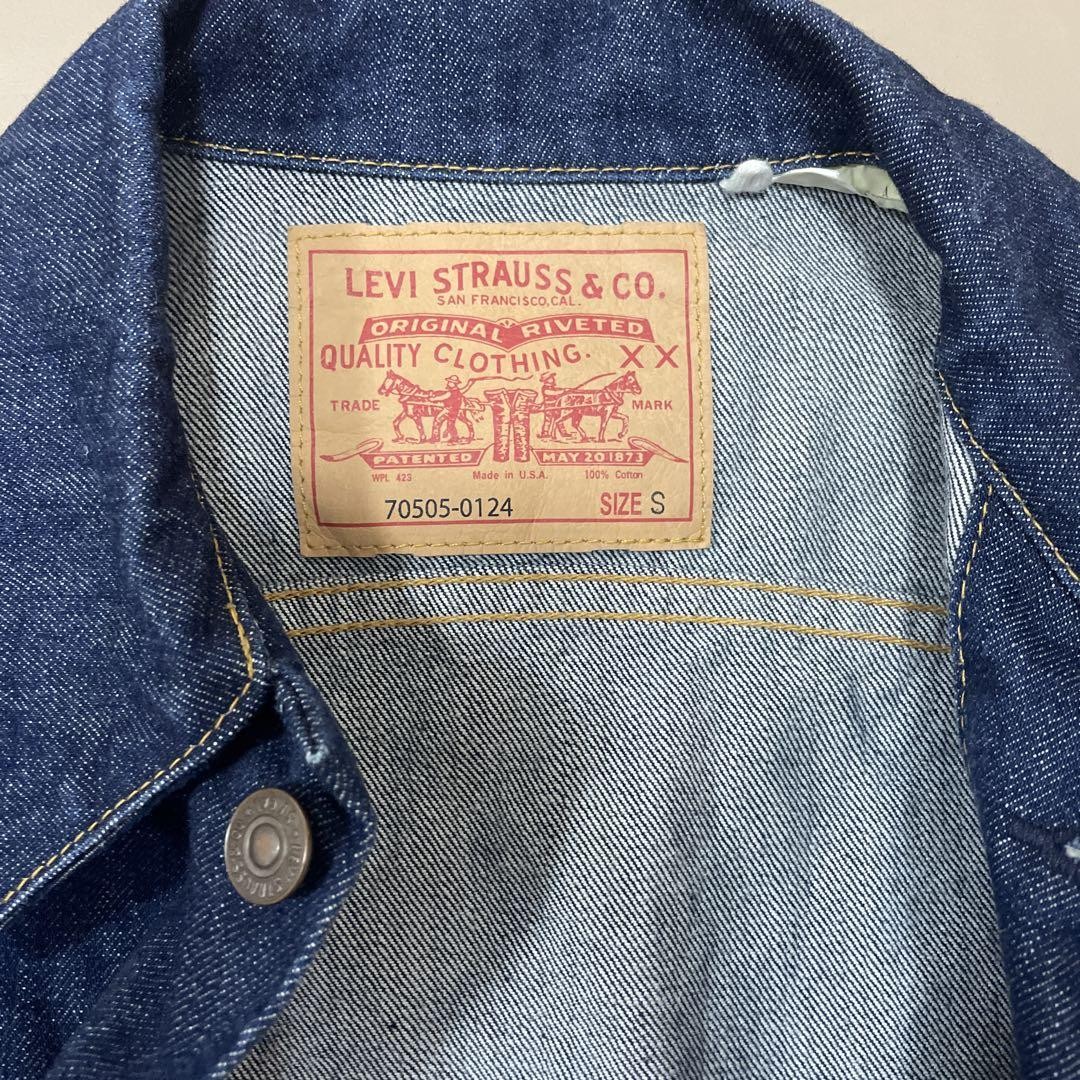 LEVI STRAUSS & CO.
SAN FRANCISCO, CAL.
ORIGINAL RIVETED
QUALITY CLOTHING. XX
TRADE MARK
PATENTED MAY 20 1873
WPL 423 Made in U.S.A. 100% Cotton
70505-0124 SIZE S